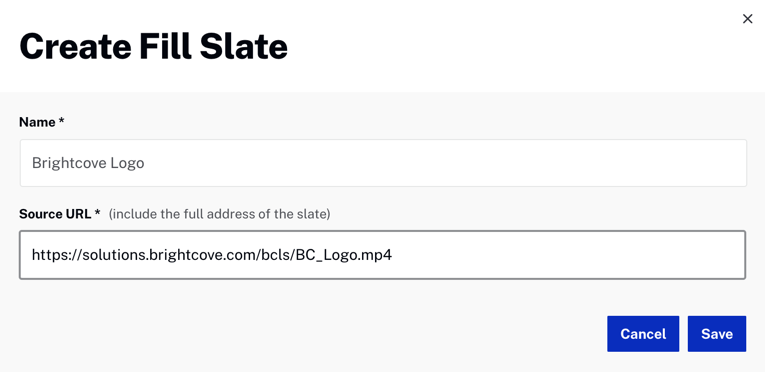 Create Fill Slate
Name *
Brightcove Logo
Source URL * (include the full address of the slate)
https://solutions.brightcove.com/bcls/BC_Logo.mp4
Cancel Save